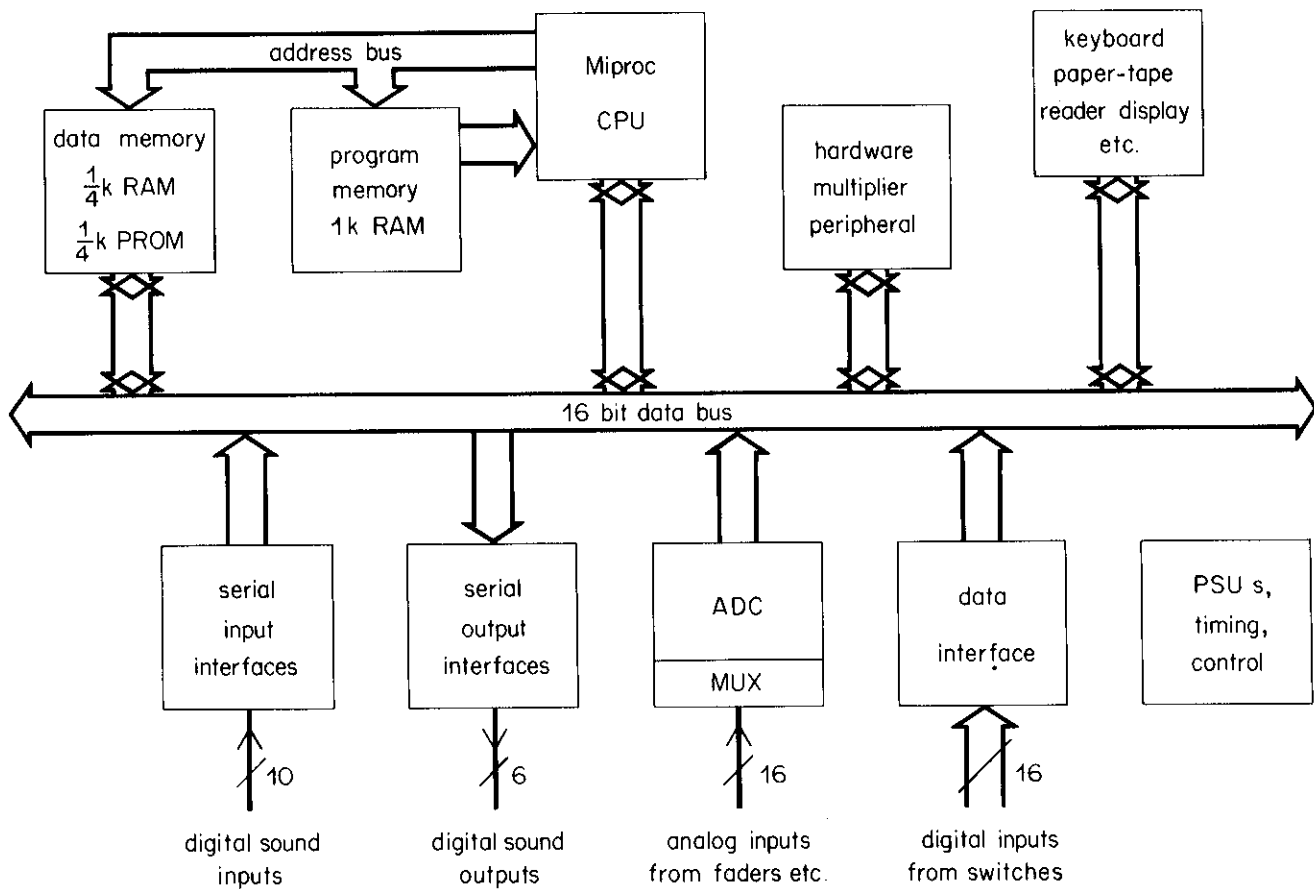 address bus
Miproc
CPU
keyboard
paper-tape
reader display
etc.
data memory
1/4 k RAM
1/4 k PROM
program
memory
1k RAM
hardware
multiplier
peripheral
16 bit data bus
serial
input
interfaces
serial
output
interfaces
ADC
MUX
data
interface
PSU s,
timing,
control
10
6
16
16
digital sound
inputs
digital sound
outputs
analog inputs
from faders etc.
digital inputs
from switches